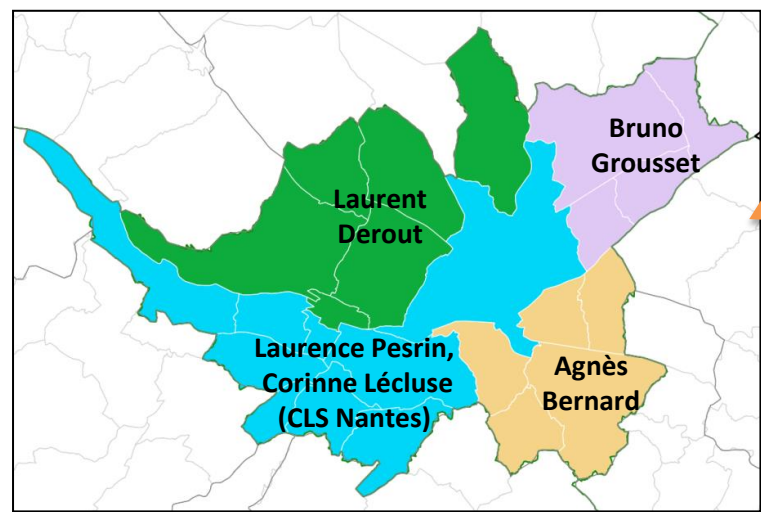 Bruno
Grousset
Laurent
Derout
Laurence Pesrin,
Corinne Lécluse
(CLS Nantes)
Agnès
Bernard